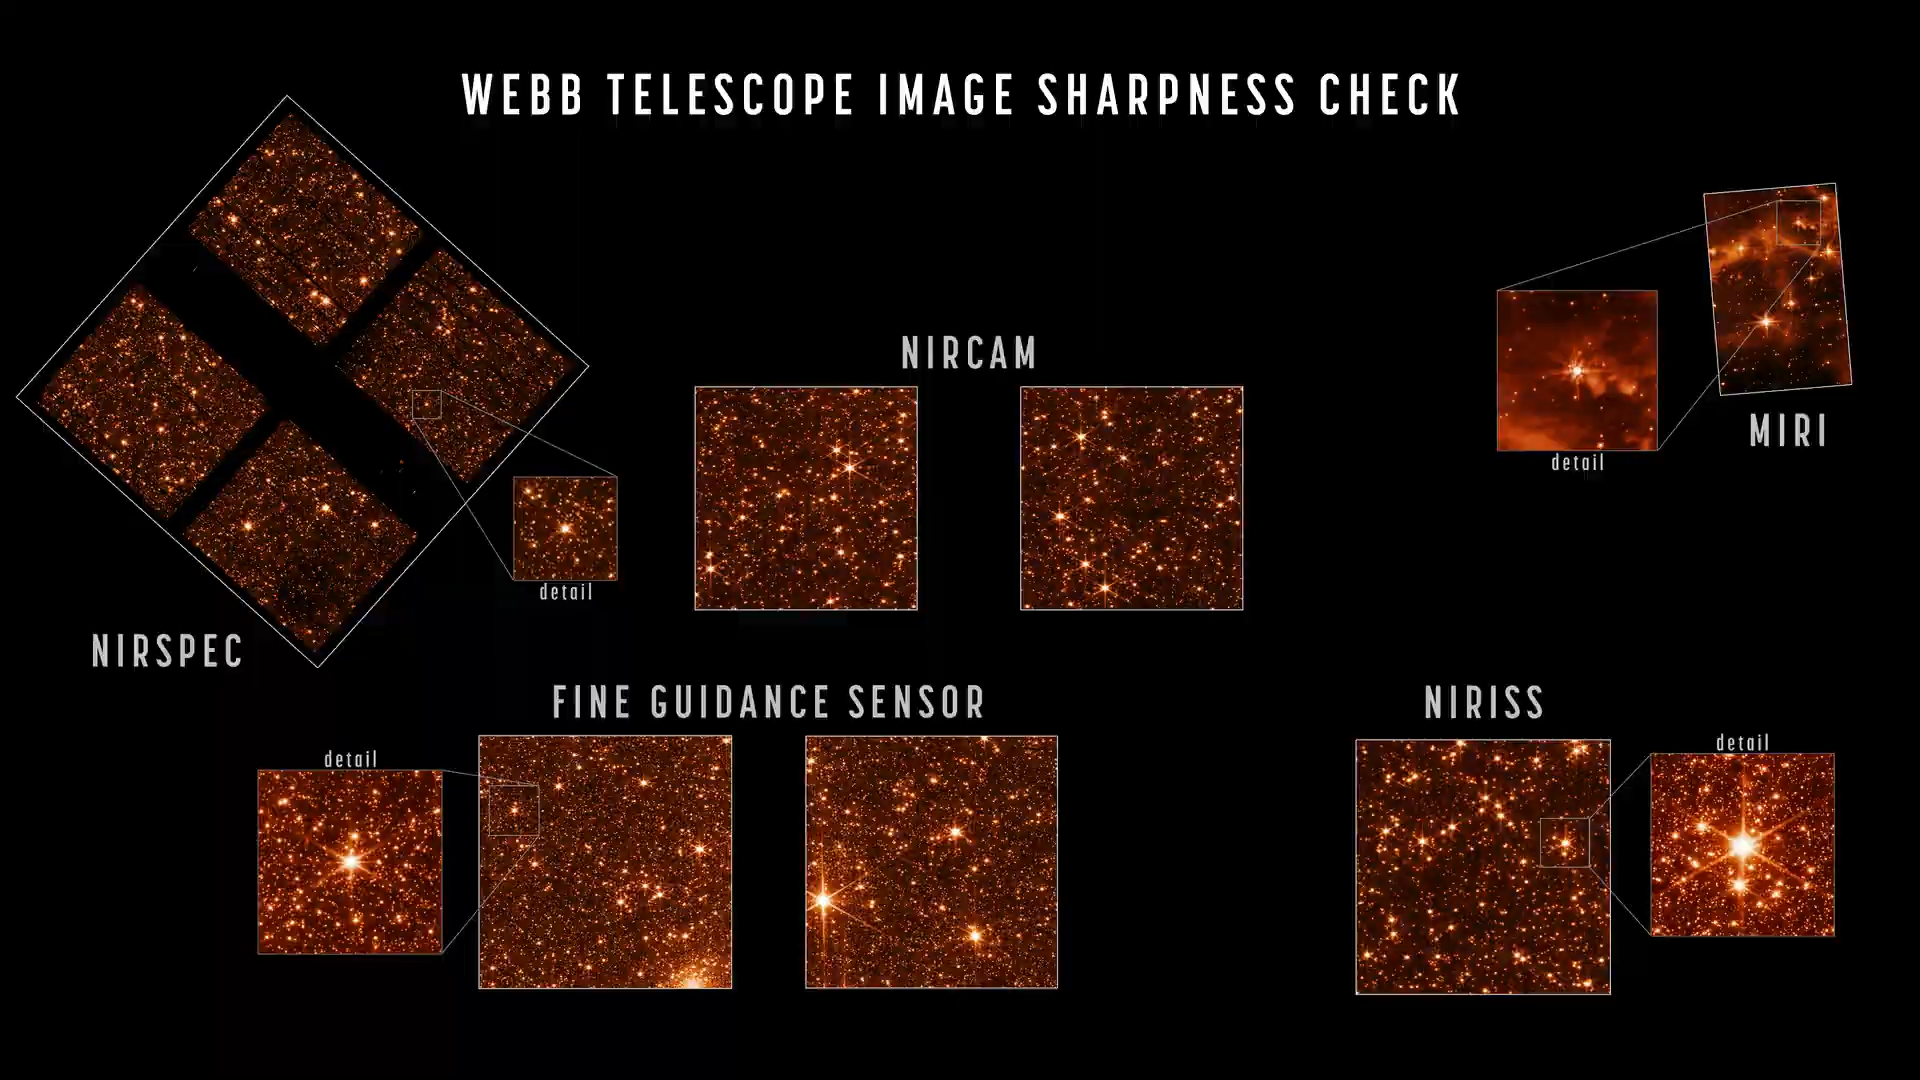 WEBB TELESCOPE IMAGE SHARPNESS CHECK
NIRCAM
MIRI
detail
detail
NIRSPEC
FINE GUIDANCE SENSOR
NIRISS
detail
detail